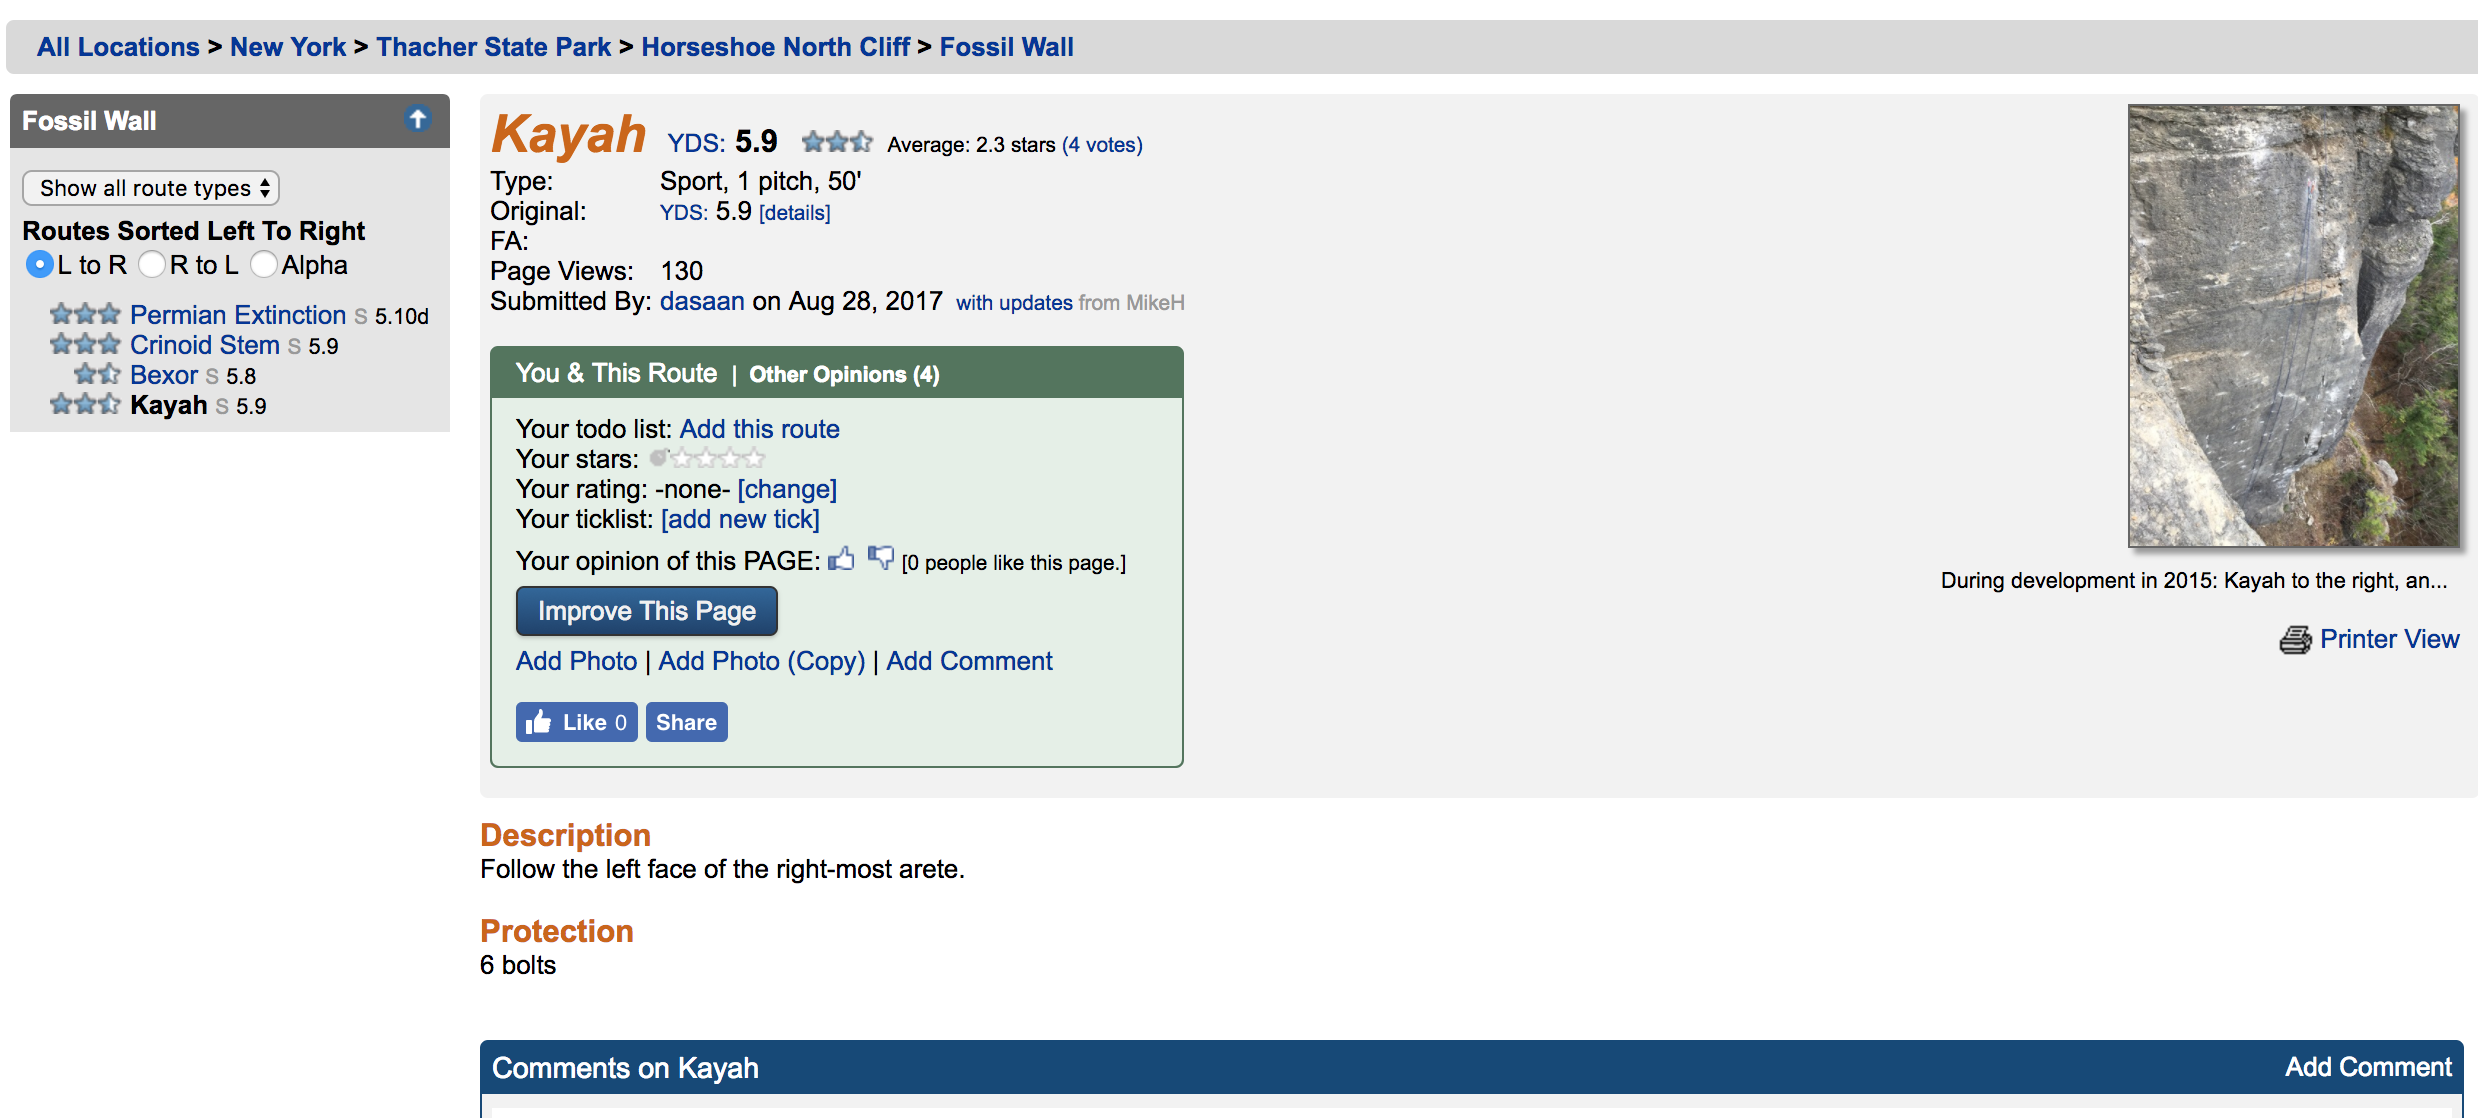 All Locations > New York > Thacher State Park > Horseshoe North Cliff > Fossil Wall
Fossil Wall
Show all route types
Routes Sorted Left To Right
L to R R to L Alpha
Permian Extinction S 5.10d
Crinoid Stem S 5.9
Bexor S 5.8
Kayah S 5.9
Kayah YDS: 5.9 Average: 2.3 stars (4 votes)
Type: Sport, 1 pitch, 50'
Original: YDS: 5.9 [details]
FA:
Page Views: 130
Submitted By: dasaan on Aug 28, 2017 with updates from MikeH
You & This Route | Other Opinions (4)
Your todo list: Add this route
Your stars:
Your rating: -none- [change]
Your ticklist: [add new tick]
Your opinion of this PAGE: [0 people like this page.]
Improve This Page
Add Photo | Add Photo (Copy) | Add Comment
Like 0 Share
During development in 2015: Kayah to the right, an...
Printer View
Description
Follow the left face of the right-most arete.
Protection
6 bolts
Comments on Kayah Add Comment